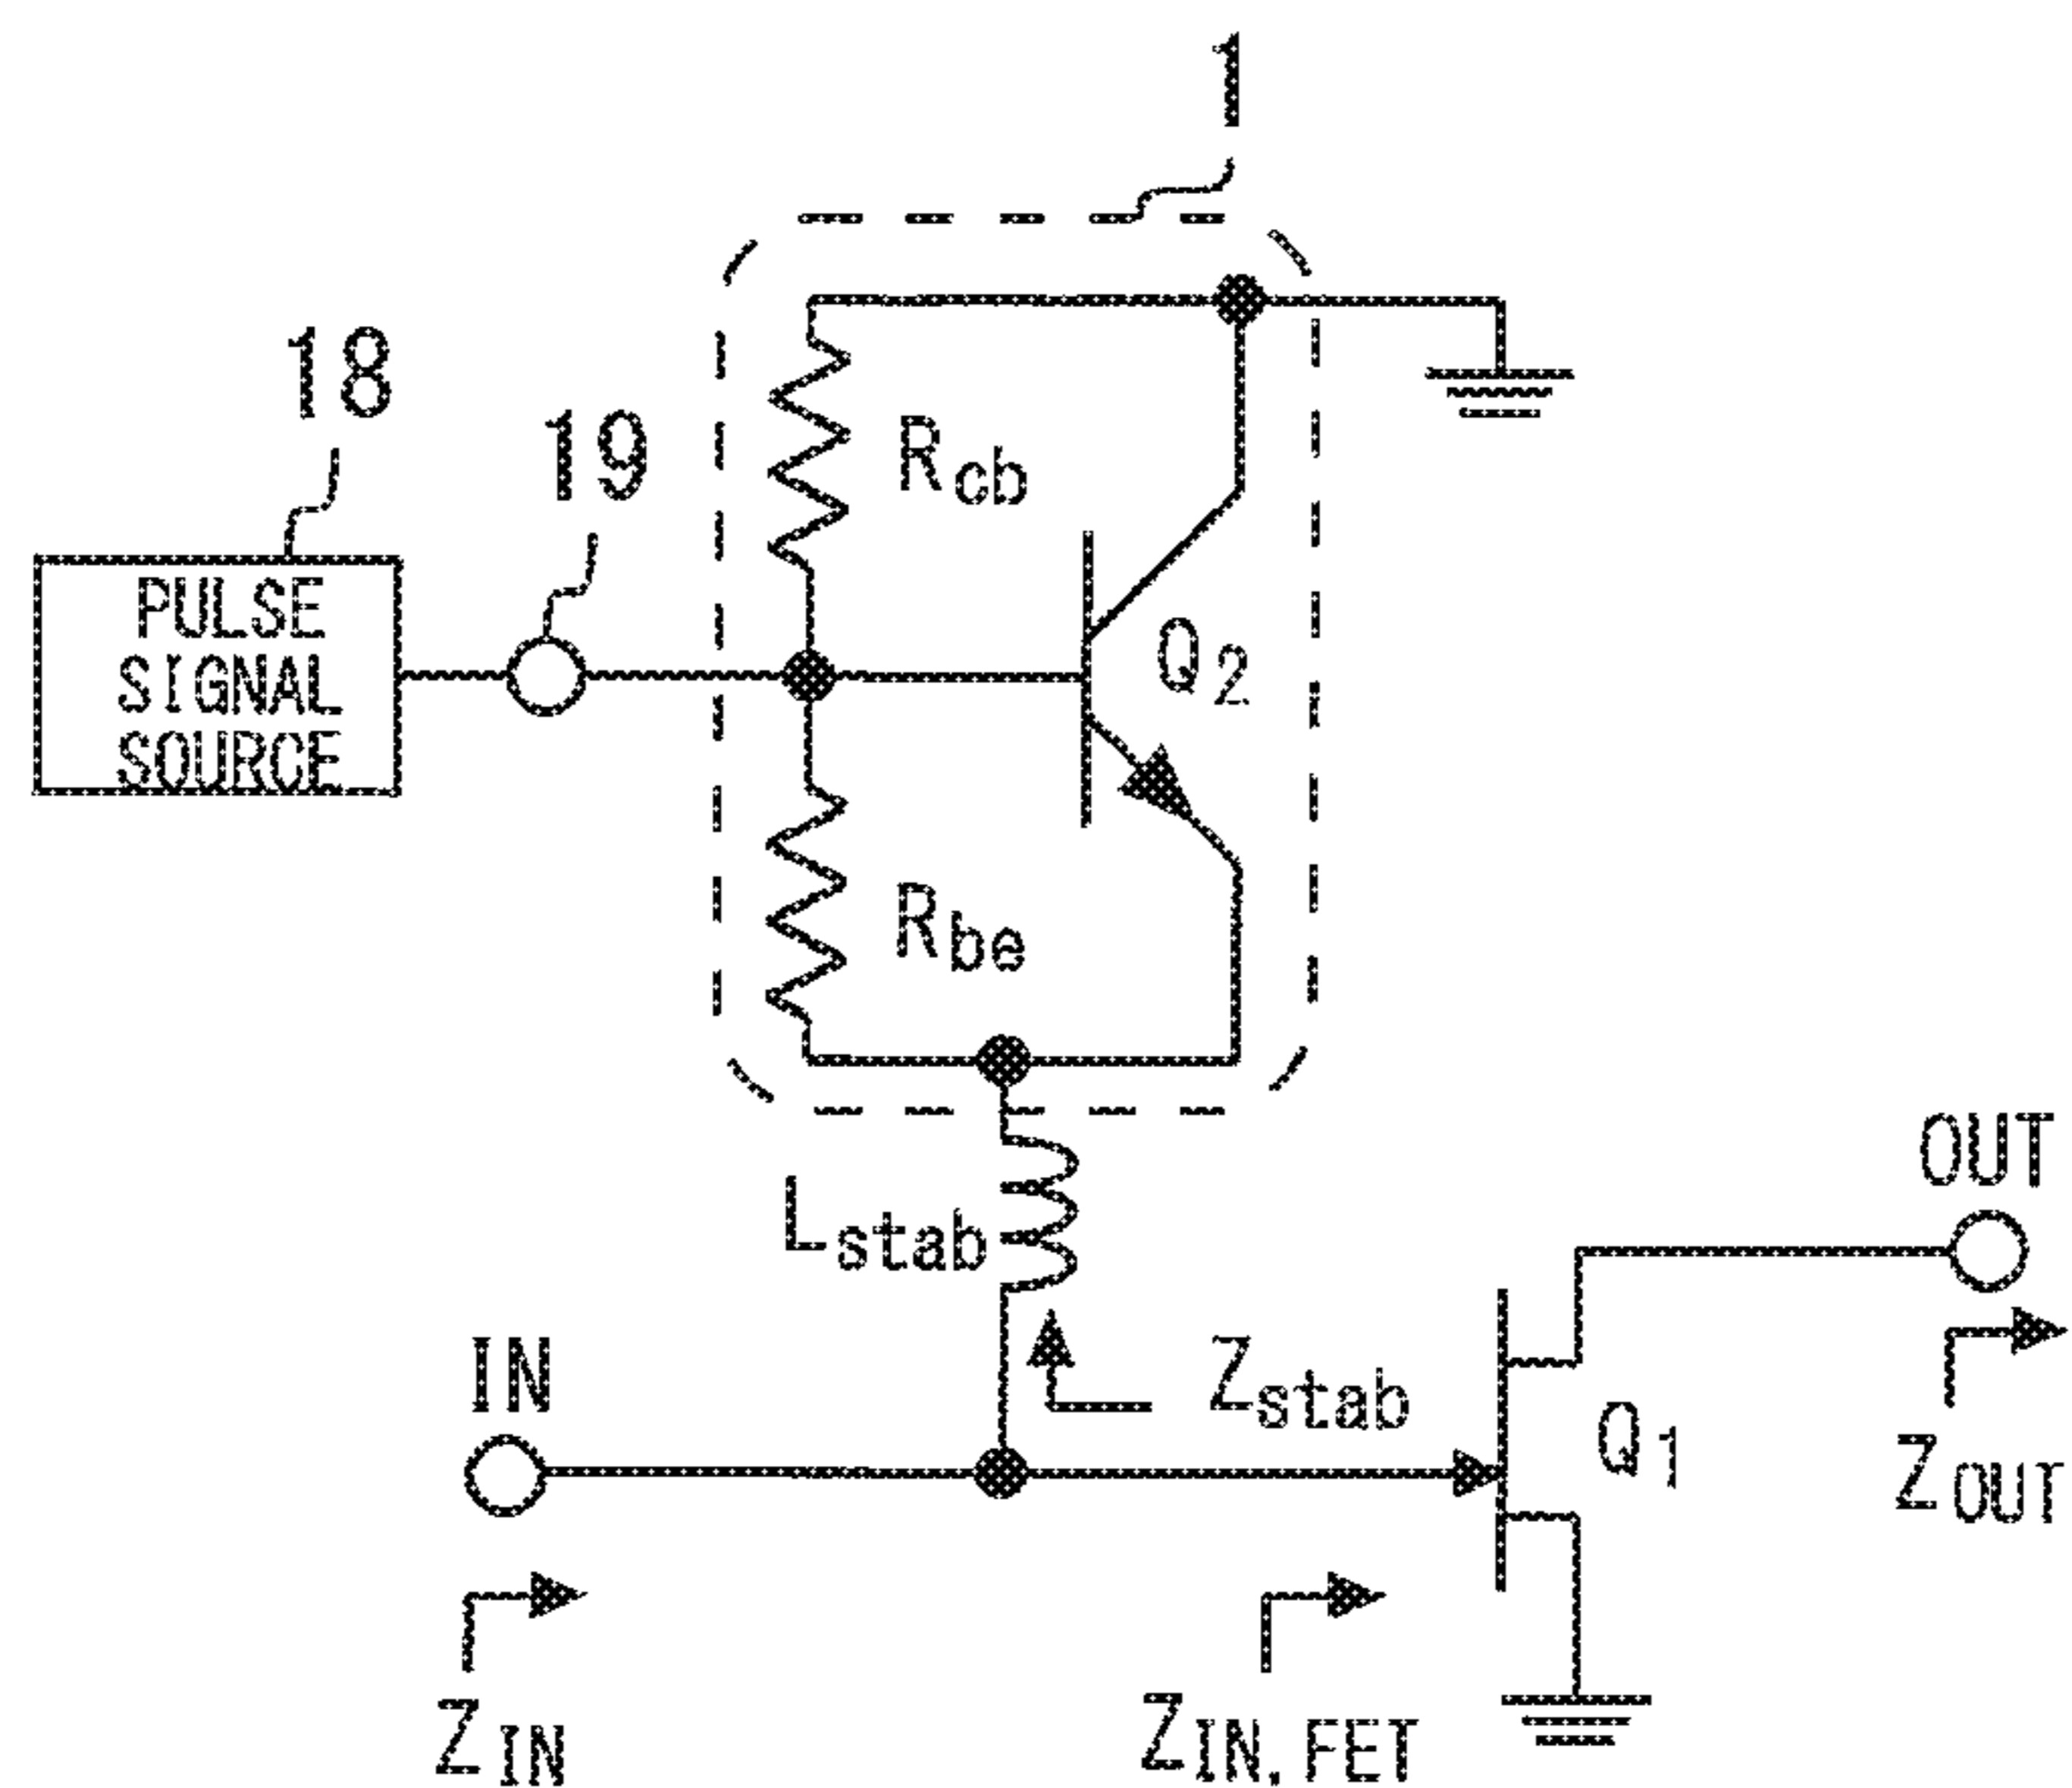 1
18
19
PULSE
SIGNAL
SOURCE
Rcb
Q2
Rbe
Lstab
OUT
IN
Zstab
Q1
ZOUT
ZIN
ZIN, FET